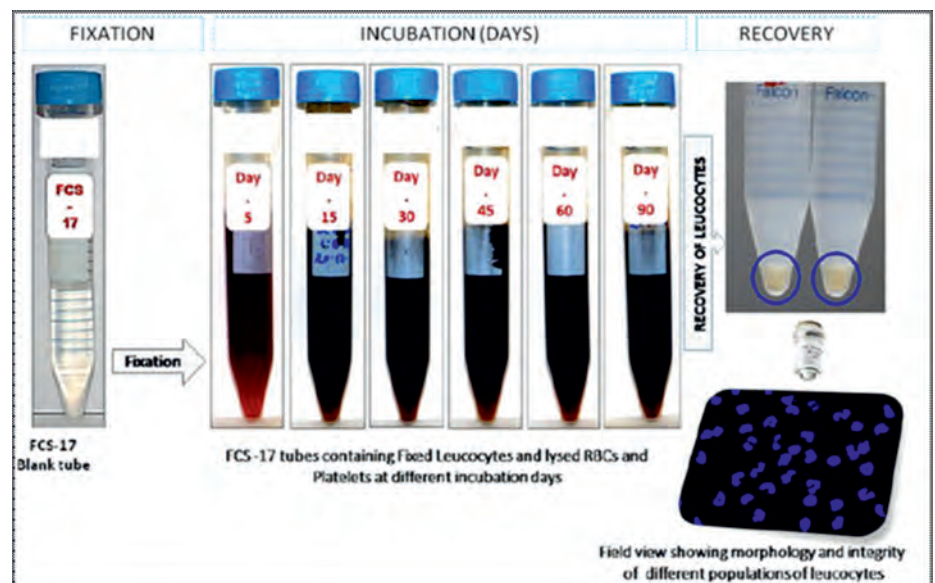 FIXATION
INCUBATION (DAYS)
RECOVERY
FCS
-
17
Day
-
5
Day
-
15
Day
-
30
Day
-
45
Day
-
60
Day
-
90
Falcon
Falcon
Fixation
RECOVERY OF LEUCOCYTES
FCS-17
Blank tube
FCS -17 tubes containing Fixed Leucocytes and lysed RBCs and
Platelets at different incubation days
Field view showing morphology and integrity
of different populations of leucocytes